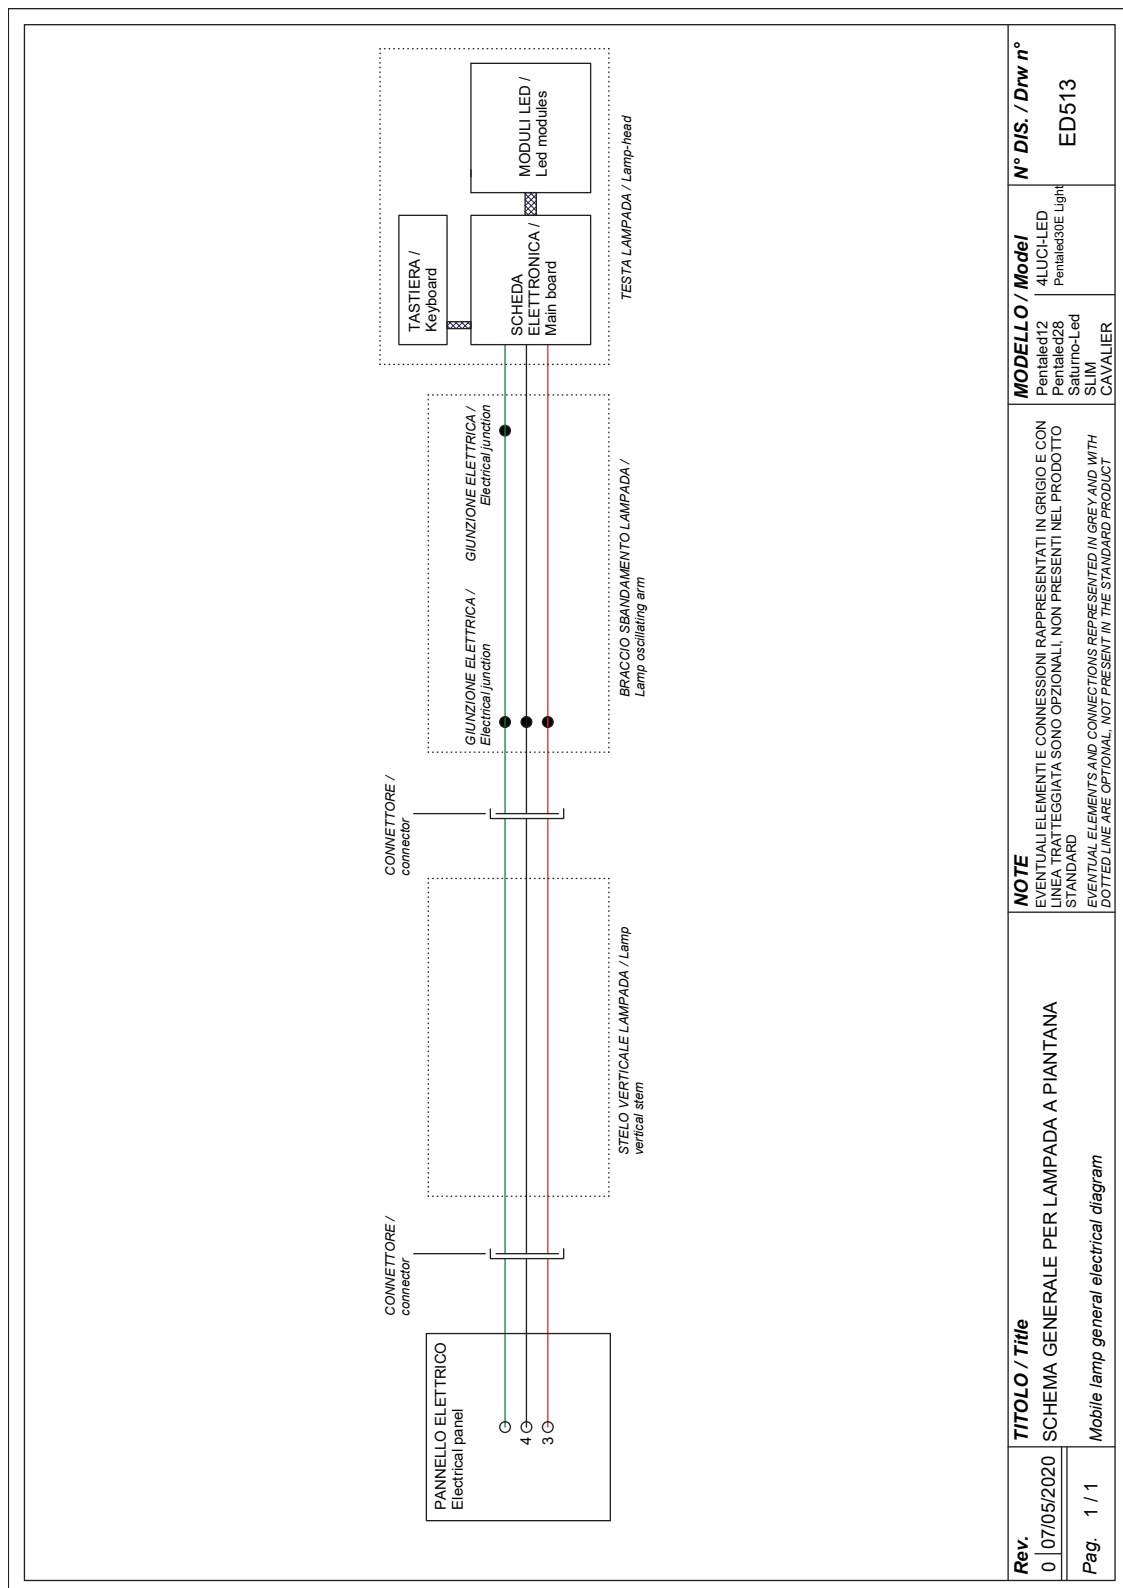 PANNELLO ELETTRICO
Electrical panel
4
3
CONNETTORE /
connector
STELO VERTICALE LAMPADA / Lamp
vertical stem
CONNETTORE /
connector
GIUNZIONE ELETTRICA /
Electrical junction
GIUNZIONE ELETTRICA /
Electrical junction
BRACCIO SBANDAMENTO LAMPADA /
Lamp oscillating arm
TASTIERA /
Keyboard
SCHEDA
ELETTRONICA /
Main board
MODULI LED /
Led modules
TESTA LAMPADA / Lamp-head
Rev.
0 07/05/2020
Pag. 1 / 1
TITOLO / Title
SCHEMA GENERALE PER LAMPADA A PIANTANA
Mobile lamp general electrical diagram
NOTE
EVENTUALI ELEMENTI E CONNESSIONI RAPPRESENTATI IN GRIGIO E CON
LINEA TRATTEGGIATA SONO OPZIONALI, NON PRESENTI NEL PRODOTTO
STANDARD
EVENTUAL ELEMENTS AND CONNECTIONS REPRESENTED IN GREY AND WITH
DOTTED LINE ARE OPTIONAL, NOT PRESENT IN THE STANDARD PRODUCT
MODELLO / Model
Pentaled12
Pentaled28
Saturno-Led
SLIM
CAVALIER
4LUCI-LED
Pentaled30E Light
N° DIS. / Drw n°
ED513